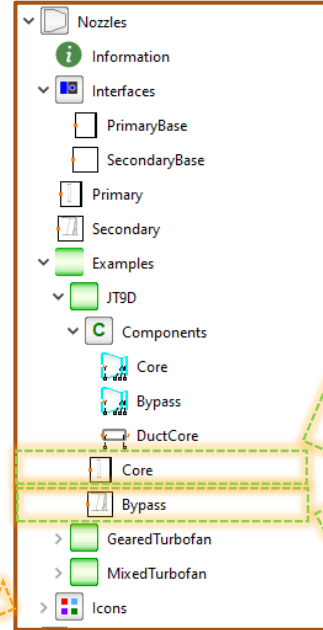 Nozzles
Information
Interfaces
PrimaryBase
SecondaryBase
Primary
Secondary
Examples
JT9D
C Components
Core
Bypass
DuctCore
Core
Bypass
GearedTurbofan
MixedTurbofan
Icons